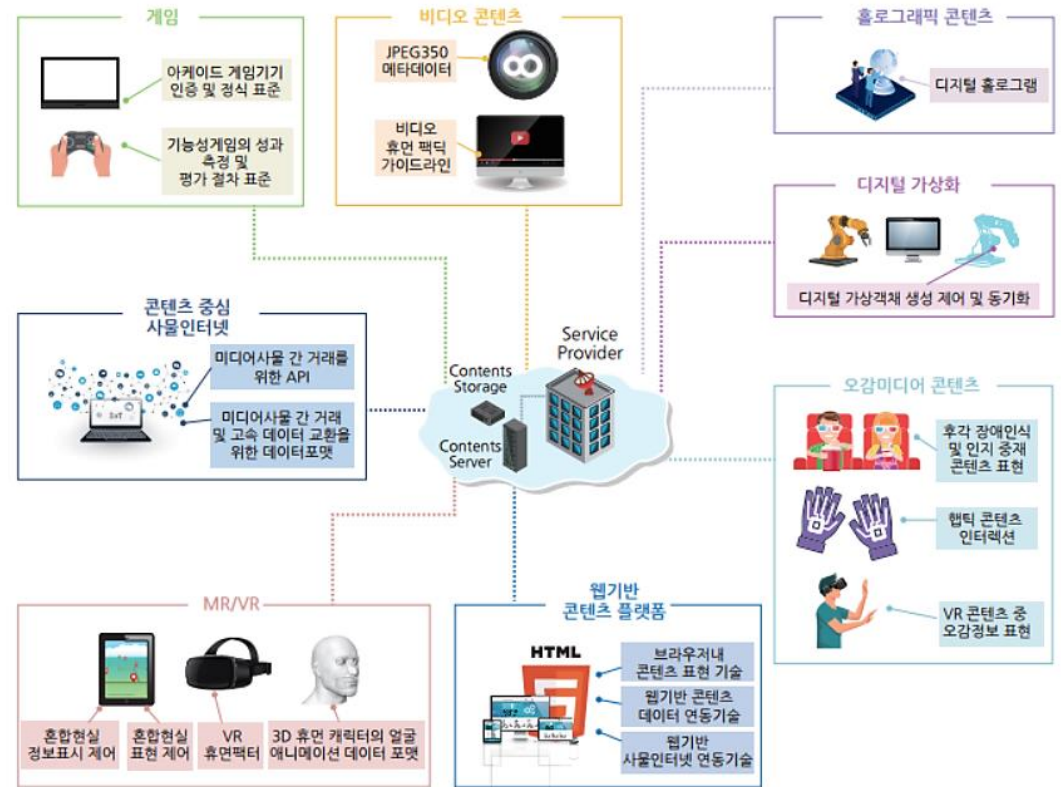 게임
아케이드 게임기기
인증 및 정식 표준
기능성게임의 성과
측정 및
평가 절차 표준
비디오 콘텐츠
JPEG350
메타데이터
비디오
휴먼 팩딕
가이드라인
홀로그래픽 콘텐츠
디지털 홀로그램
디지털 가상화
디지털 가상객채 생성 제어 및 동기화
콘텐츠 중심
사물인터넷
IoT
미디어사물 간 거래를
위한 API
미디어사물 간 거래
및 고속 데이터 교환을
위한 데이터포맷
Service
Provider
Contents
Storage
Contents
Server
오감미디어 콘텐츠
후각 장애인식
및 인지 중재
콘텐츠 표현
햅틱 콘텐츠
인터렉션
VR 콘텐츠 중
오감정보 표현
MR/VR
혼합현실
정보표시 제어
혼합현실
표현 제어
VR
휴면팩터
3D 휴먼 캐릭터의 얼굴
애니메이션 데이터 포맷
웹기반
콘텐츠 플랫폼
HTML
5
브라우저내
콘텐츠 표현 기술
웹기반 콘텐츠
데이터 연동기술
웹기반
사물인터넷 연동기술